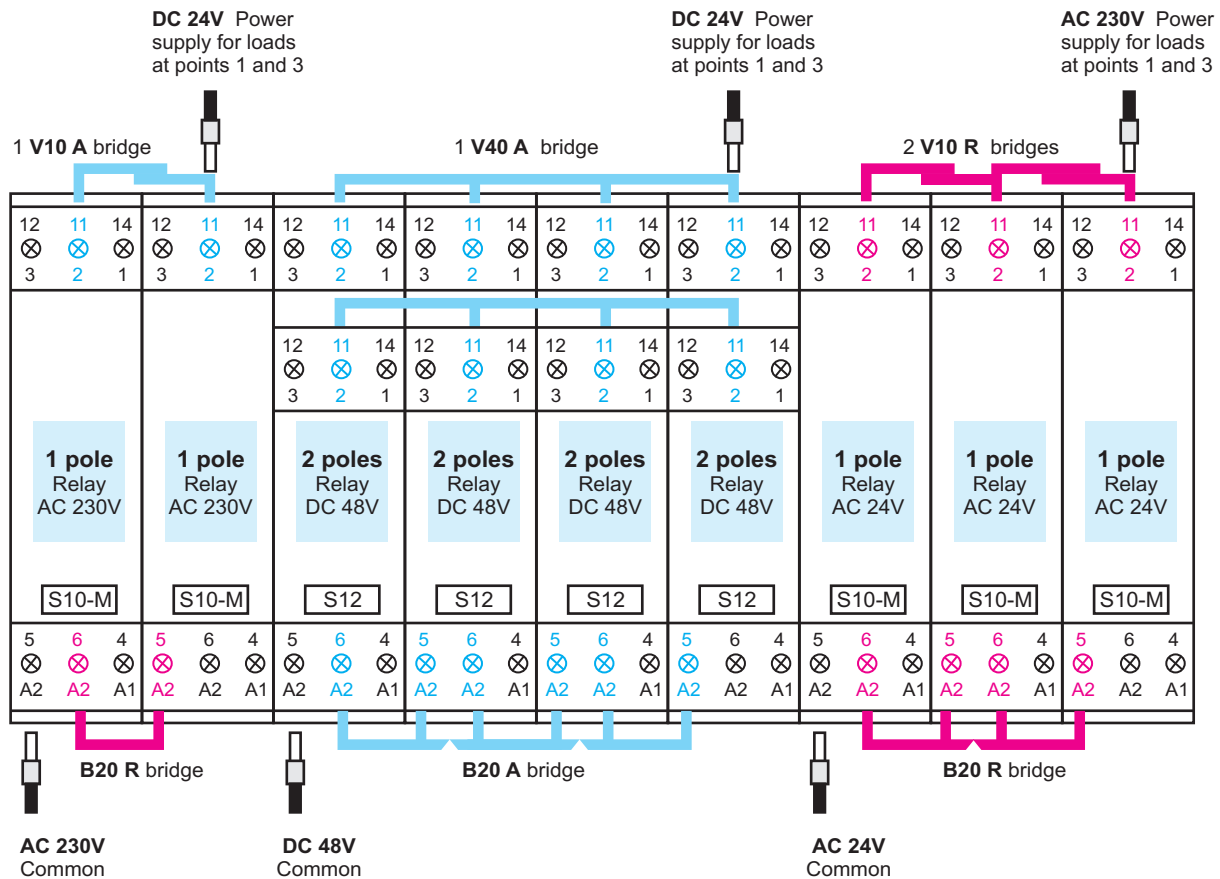 DC 24V Power DC 24V Power AC 230V Power
supply for loads supply for loads supply for loads
at points 1 and 3 at points 1 and 3 at points 1 and 3
1 V10 A bridge 1 V40 A bridge 2 V10 R bridges
12 11 14 12 11 14 12 11 14 12 11 14 12 11 14 12 11 14 12 11 14 12 11 14 12 11 14
3 2 1 3 2 1 3 2 1 3 2 1 3 2 1 3 2 1 3 2 1 3 2 1 3 2 1
12 11 14 12 11 14 12 11 14 12 11 14
3 2 1 3 2 1 3 2 1 3 2 1
1 pole 1 pole 2 poles 2 poles 2 poles 2 poles 1 pole 1 pole 1 pole
Relay Relay Relay Relay Relay Relay Relay Relay Relay
AC 230V AC 230V DC 48V DC 48V DC 48V DC 48V AC 24V AC 24V AC 24V
S10-M S10-M S12 S12 S12 S12 S10-M S10-M S10-M
5 6 4 5 6 4 5 6 4 5 6 4 5 6 4 5 6 4 5 6 4 5 6 4 5 6 4
A2 A2 A1 A2 A2 A1 A2 A2 A1 A2 A2 A1 A2 A2 A1 A2 A2 A1 A2 A2 A1 A2 A2 A1 A2 A2 A1
B20 R bridge B20 A bridge B20 R bridge
AC 230V DC 48V AC 24V
Common Common Common